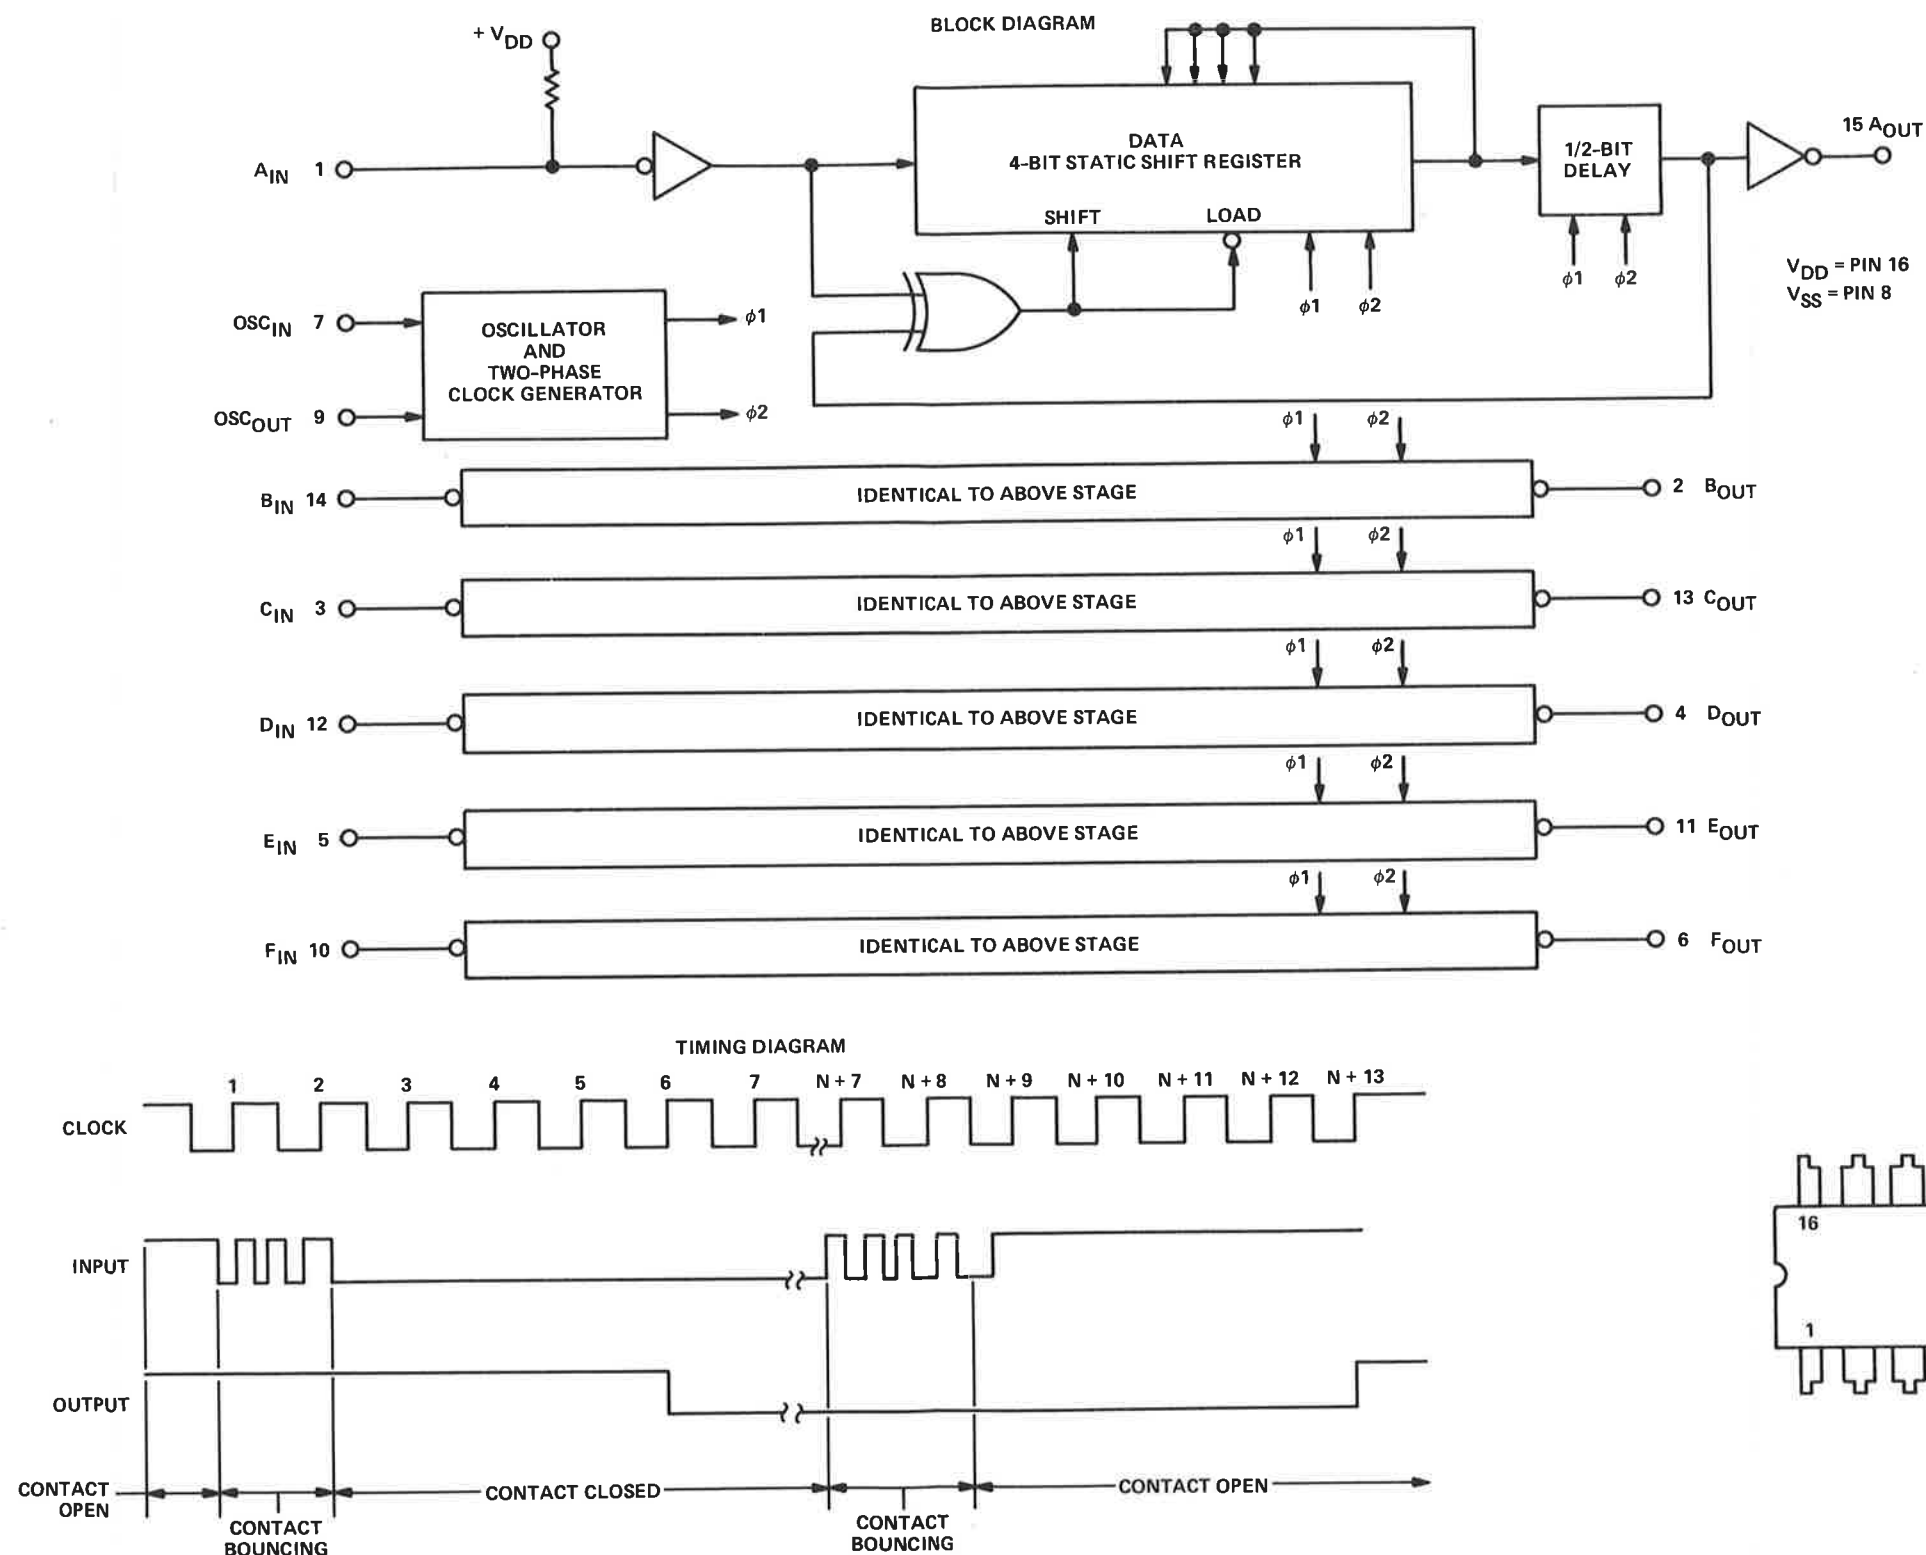 BLOCK DIAGRAM
+ VDD
AIN 1
DATA
4-BIT STATIC SHIFT REGISTER
SHIFT LOAD
1/2-BIT
DELAY
15 AOUT
ϕ1 ϕ2
ϕ1 ϕ2
VDD = PIN 16
VSS = PIN 8
OSCIN 7
OSCOUT 9
OSCILLATOR
AND
TWO-PHASE
CLOCK GENERATOR
ϕ1
ϕ2
ϕ1 ϕ2
BIN 14 IDENTICAL TO ABOVE STAGE 2 BOUT
ϕ1 ϕ2
CIN 3 IDENTICAL TO ABOVE STAGE 13 COUT
ϕ1 ϕ2
DIN 12 IDENTICAL TO ABOVE STAGE 4 DOUT
ϕ1 ϕ2
EIN 5 IDENTICAL TO ABOVE STAGE 11 EOUT
ϕ1 ϕ2
FIN 10 IDENTICAL TO ABOVE STAGE 6 FOUT
TIMING DIAGRAM
1 2 3 4 5 6 7 N + 7 N + 8 N + 9 N + 10 N + 11 N + 12 N + 13
CLOCK
INPUT
OUTPUT
CONTACT
OPEN
CONTACT
BOUNCING
CONTACT CLOSED
CONTACT
BOUNCING
CONTACT OPEN
16
1